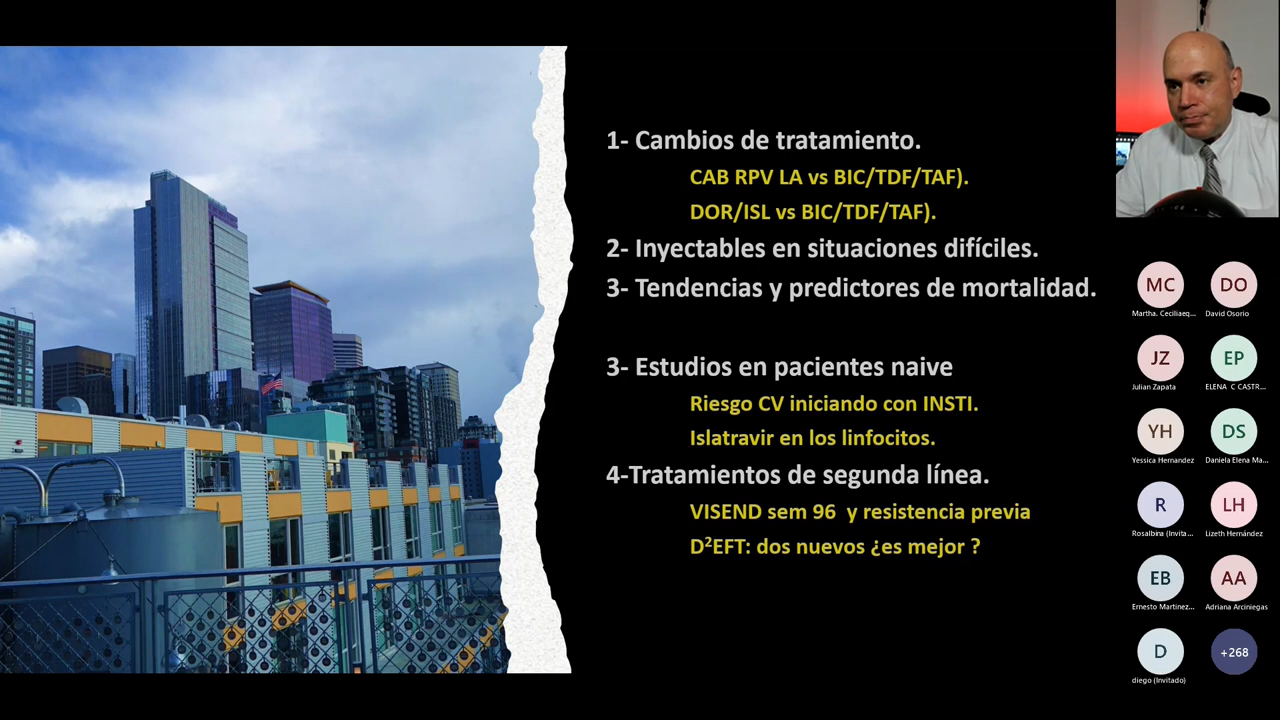 1- Cambios de tratamiento.
CAB RPV LA vs BIC/TDF/TAF).
DOR/ISL vs BIC/TDF/TAF).
2- Inyectables en situaciones difíciles.
3- Tendencias y predictores de mortalidad.
3- Estudios en pacientes naive
Riesgo CV iniciando con INSTI.
Islatravir en los linfocitos.
4-Tratamientos de segunda línea.
VISEND sem 96 y resistencia previa
D²EFT: dos nuevos ¿es mejor ?
MC
DO
Martha. Ceciliaeq...
David Osorio
JZ
EP
Julian Zapata
ELENA C CASTR...
YH
DS
Yessica Hernandez
Daniela Elena Ma...
R
LH
Rosalbina (Invita...
Lizeth Hernández
EB
AA
Ernesto Martinez...
Adriana Arciniegas
D
+268
diego (Invitado)